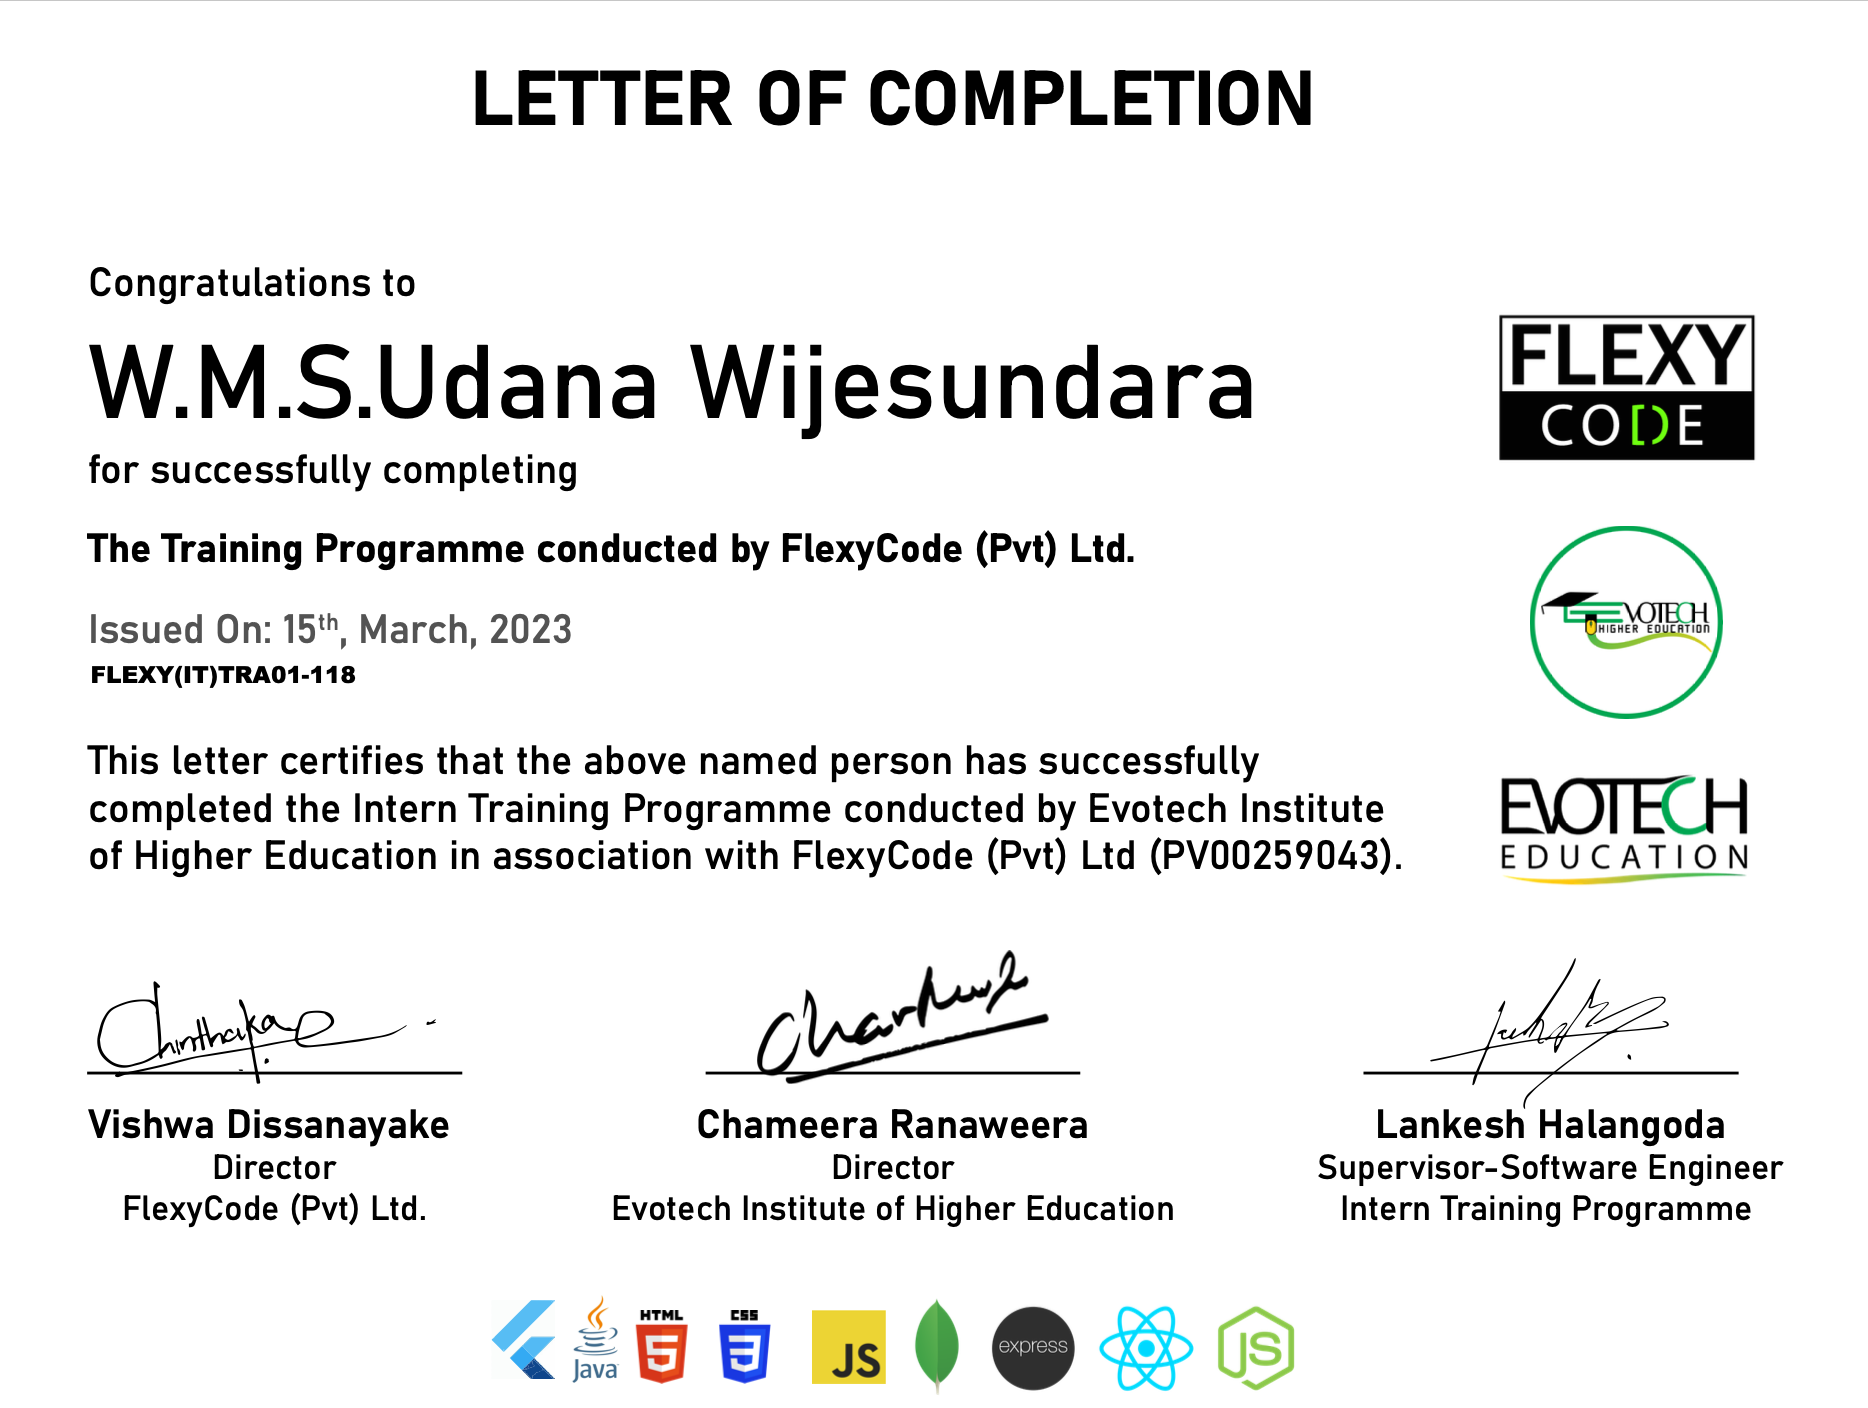 LETTER OF COMPLETION
Congratulations to
W.M.S.Udana Wijesundara
for successfully completing
The Training Programme conducted by FlexyCode (Pvt) Ltd.
Issued On: 15th, March, 2023
FLEXY(IT)TRA01-118
This letter certifies that the above named person has successfully
completed the Intern Training Programme conducted by Evotech Institute
of Higher Education in association with FlexyCode (Pvt) Ltd (PV00259043).
FLEXY
CODE
EVOTECH
HIGHER EDUCATION
EVOTECH
EDUCATION
Chinthaka
Vishwa Dissanayake
Director
FlexyCode (Pvt) Ltd.
Chameera Ranaweera
Director
Evotech Institute of Higher Education
Lankesh Halangoda
Supervisor-Software Engineer
Intern Training Programme
Java
HTML
5
CSS
3
JS
express
JS